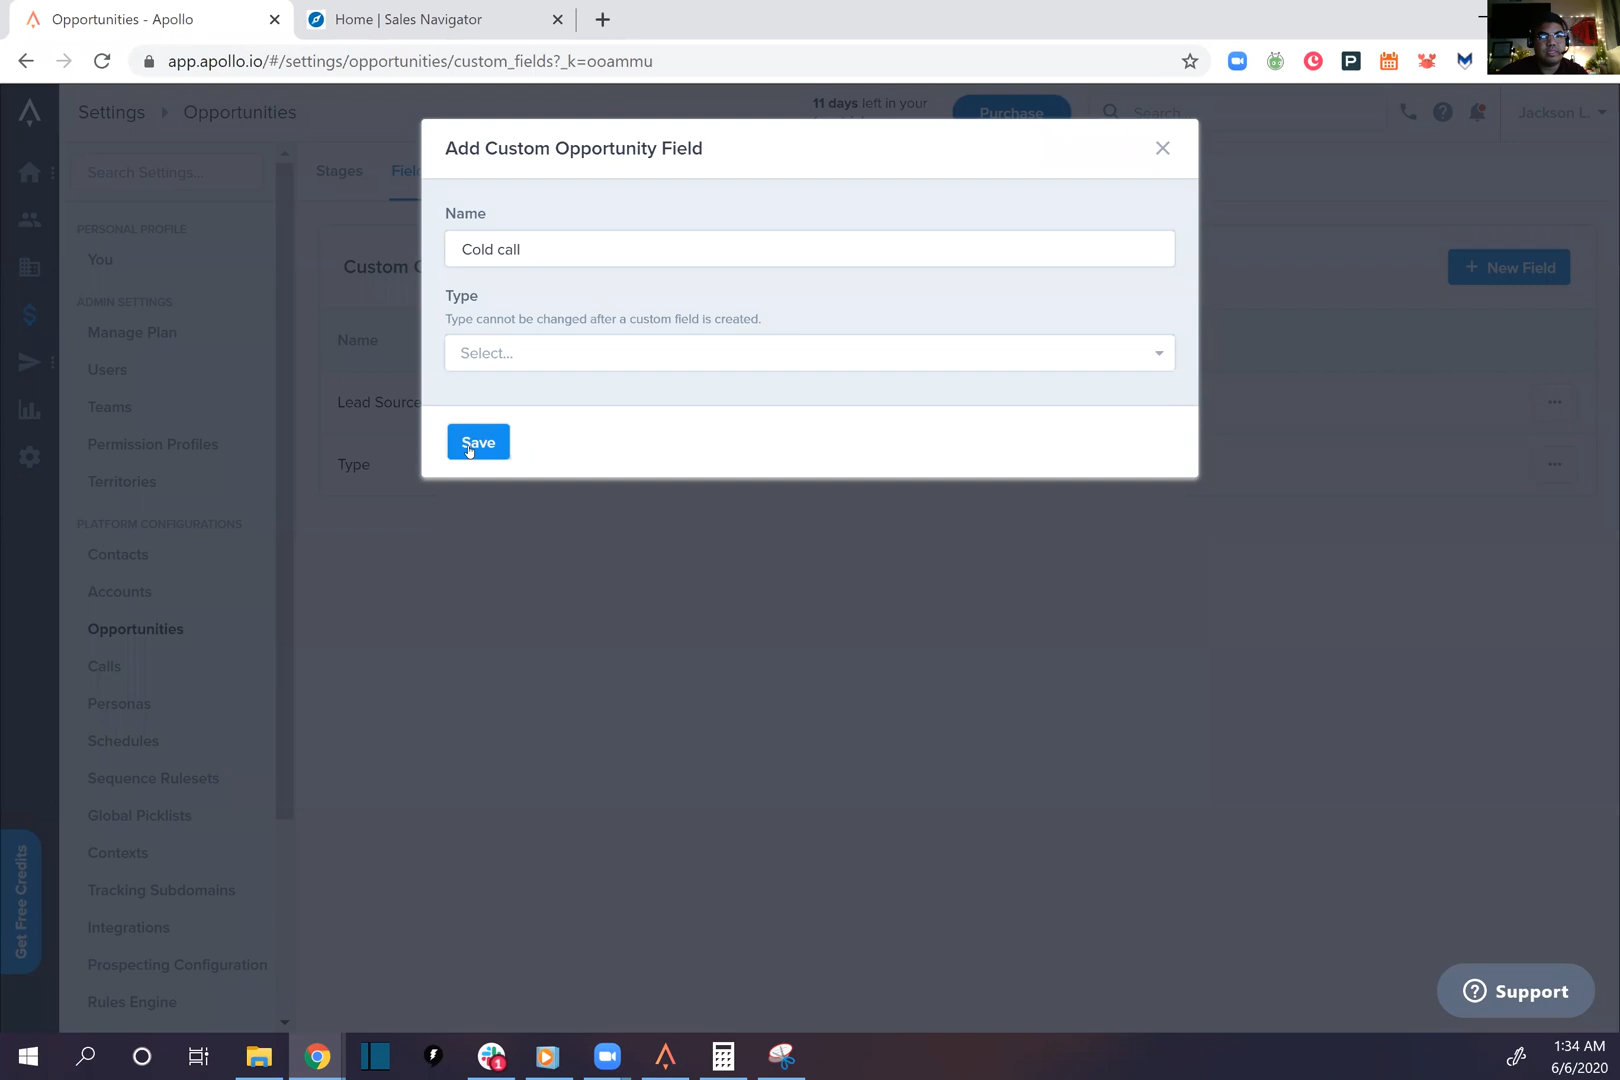 Opportunities - Apollo
Home | Sales Navigator
app.apollo.io/#/settings/opportunities/custom_fields?_k=ooammu
Settings
Opportunities
11 days left in your
Purchase
Search...
Jackson L.
Search Settings...
PERSONAL PROFILE
You
ADMIN SETTINGS
Manage Plan
Users
Teams
Permission Profiles
Territories
PLATFORM CONFIGURATIONS
Contacts
Accounts
Opportunities
Calls
Personas
Schedules
Sequence Rulesets
Global Picklists
Contexts
Tracking Subdomains
Integrations
Prospecting Configuration
Rules Engine
Get Free Credits
Stages
Custom
New Field
Name
Lead Source
Type
Add Custom Opportunity Field
Name
Cold call
Type
Type cannot be changed after a custom field is created.
Select...
Save
Support
1
1:34 AM
6/6/2020